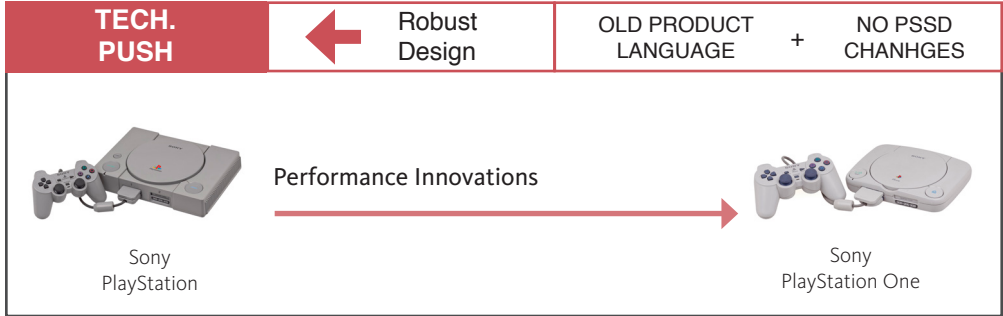 TECH.
PUSH
Robust
Design
OLD PRODUCT
LANGUAGE
+
NO PSSD
CHANHGES
Performance Innovations
Sony
PlayStation
Sony
PlayStation One